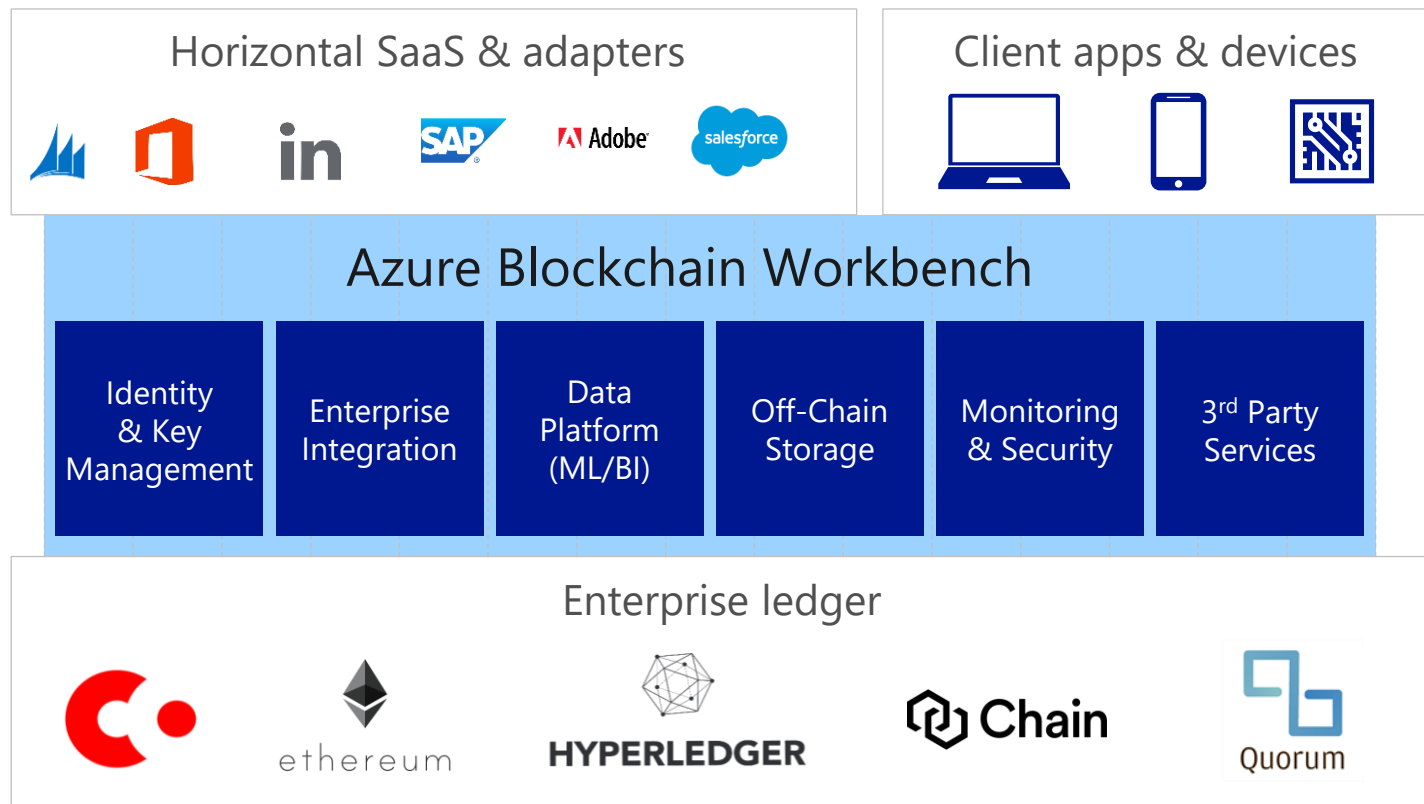 Horizontal SaaS & adapters
in
SAP
®
Adobe
salesforce
Client apps & devices
Azure Blockchain Workbench
Identity
& Key
Management
Enterprise
Integration
Data
Platform
(ML/BI)
Off-Chain
Storage
Monitoring
& Security
3rd Party
Services
Enterprise ledger
ethereum
HYPERLEDGER
Chain
Quorum